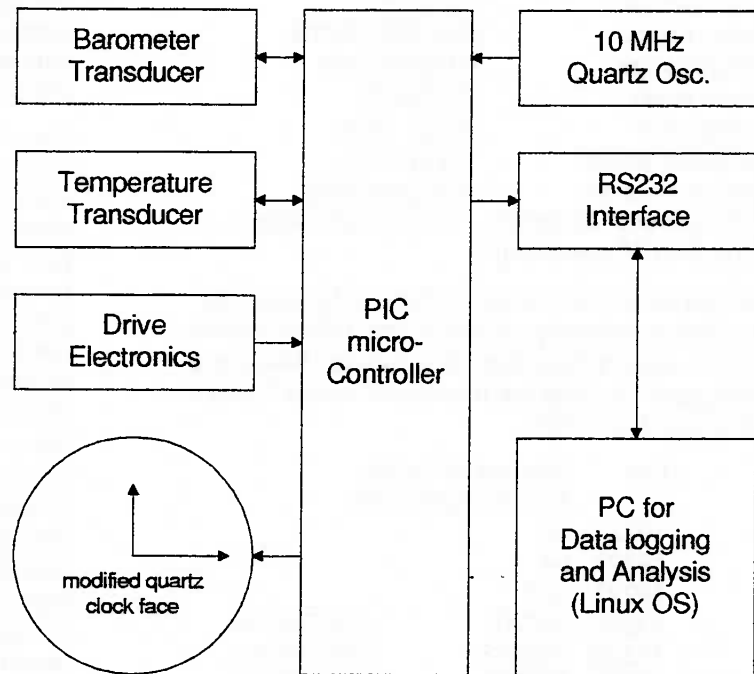 Barometer
Transducer
10 MHz
Quartz Osc.
Temperature
Transducer
RS232
Interface
Drive
Electronics
PIC
micro-
Controller
modified quartz
clock face
PC for
Data logging
and Analysis
(Linux OS)